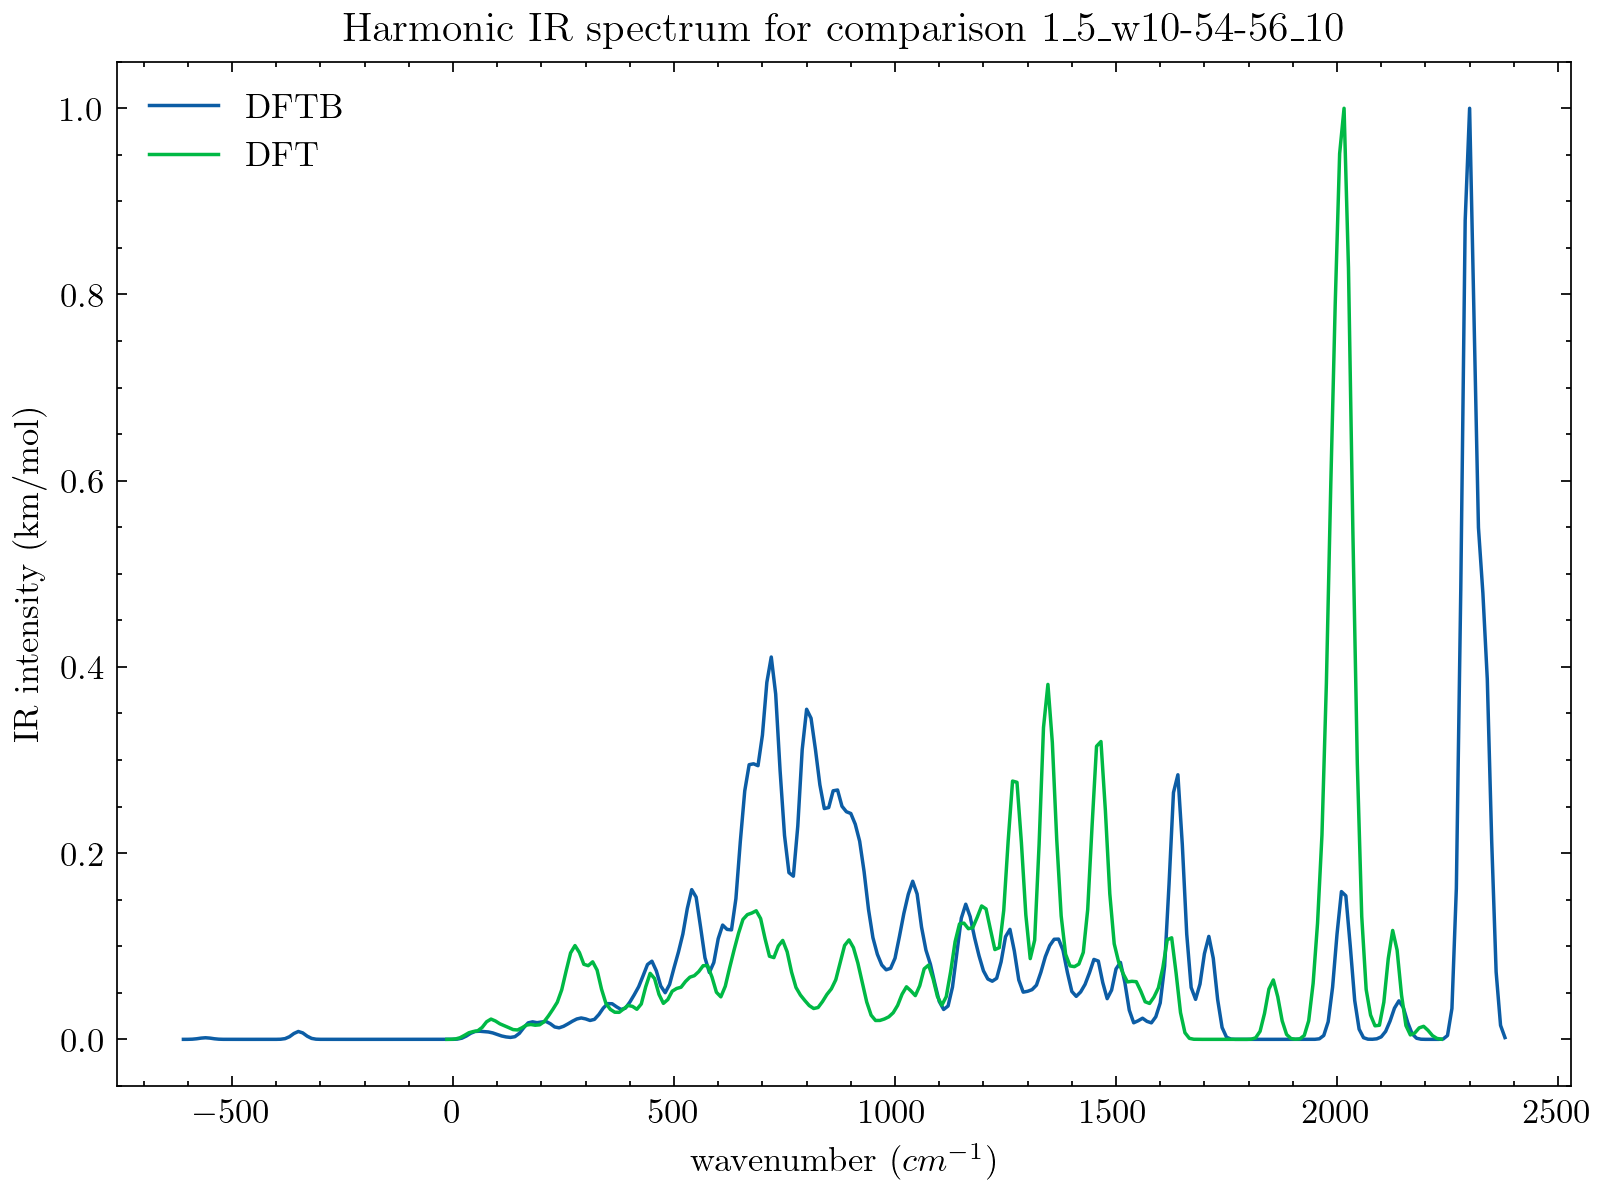 Harmonic IR spectrum for comparison 1_5_w10-54-56_10
DFTB
DFT
IR intensity (km/mol)
1.0
0.8
0.6
0.4
0.2
0.0
−500 0 500 1000 1500 2000 2500
wavenumber (cm⁻¹)